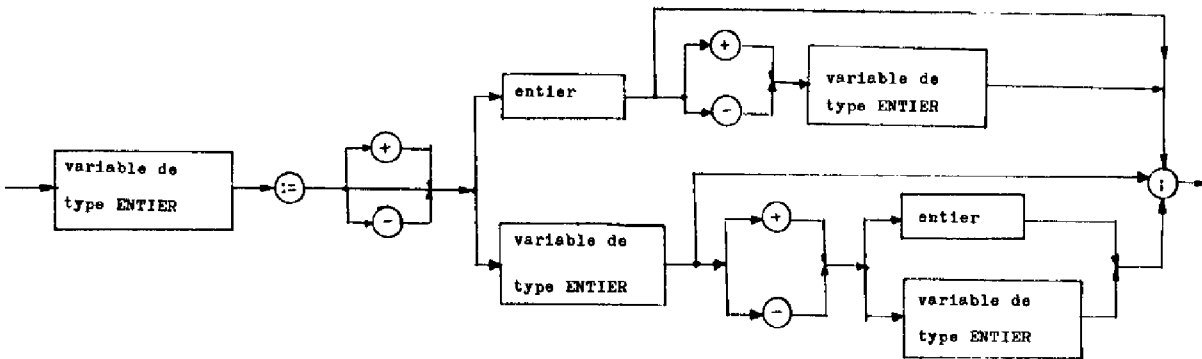 +
entier
-
variable de
type ENTIER
variable de
type ENTIER
:=
+
-
;
variable de
type ENTIER
+
-
entier
variable de
type ENTIER